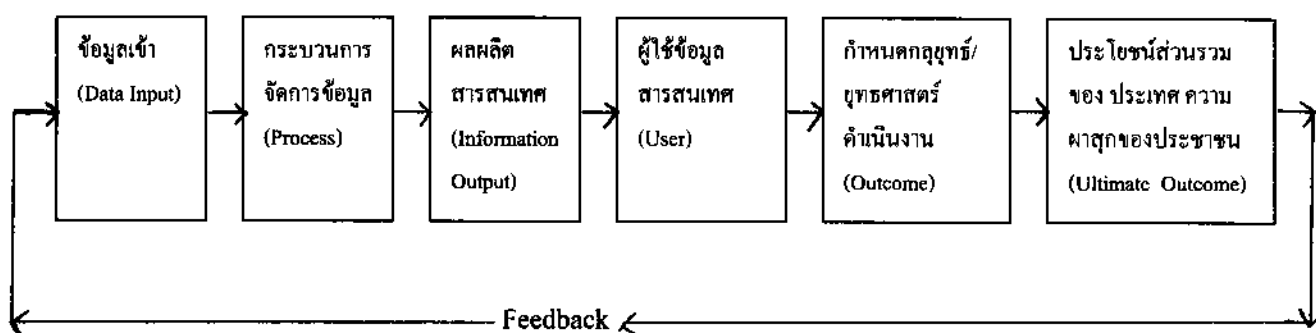 ข้อมูลเข้า
(Data Input)
กระบวนการ
จัดการข้อมูล
(Process)
ผลผลิต
สารสนเทศ
(Information
Output)
ผู้ใช้ข้อมูล
สารสนเทศ
(User)
กำหนดกลยุทธ์/
ยุทธศาสตร์
ดำเนินงาน
(Outcome)
ประโยชน์ส่วนรวม
ของ ประเทศ ความ
ผาสุกของประชาชน
(Ultimate Outcome)
Feedback